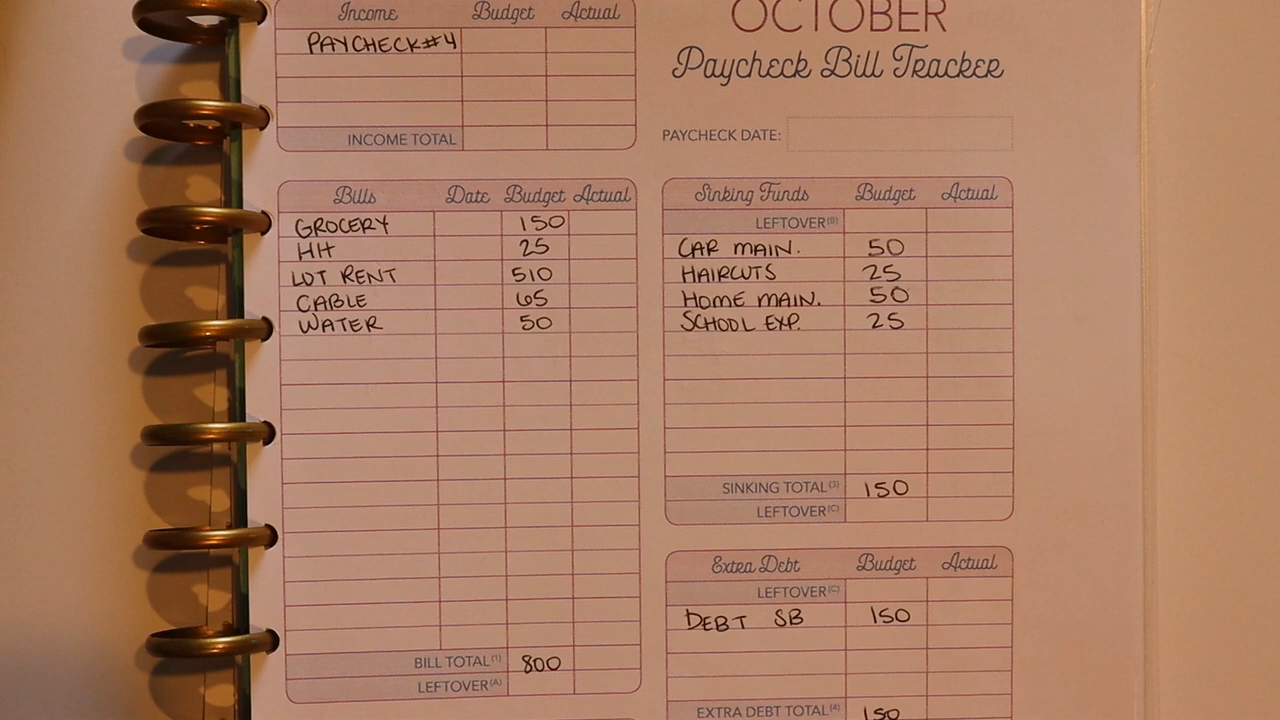 Income Budget Actual
PAYCHECK#4
INCOME TOTAL
OCTOBER
Paycheck Bill Tracker
PAYCHECK DATE:
Bills Date Budget Actual
GROCERY 150
HH 25
LOT RENT 510
CABLE 65
WATER 50
BILL TOTAL(1) 800
LEFTOVER(A)
Sinking Funds Budget Actual
LEFTOVER(B)
CAR MAIN. 50
HAIRCUTS 25
HOME MAIN. 50
SCHOOL EXP. 25
SINKING TOTAL(3) 150
LEFTOVER(C)
Extra Debt Budget Actual
LEFTOVER(C)
DEBT SB 150
EXTRA DEBT TOTAL(4) 150